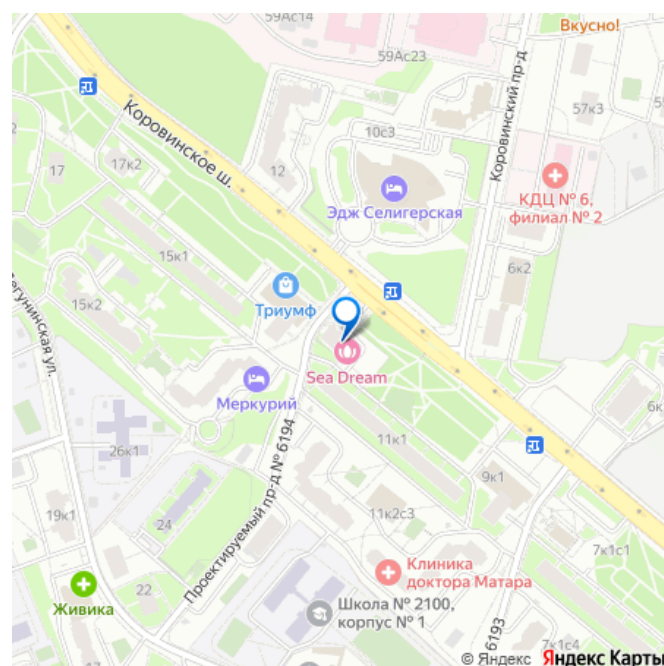 59Ас14
Вкусно!
59Ас23
Коровинское ш.
Коровинский пр-д
57к3
10с3
17
17к2
12
КДЦ № 6,
филиал № 2
Эдж Селигерская
15к1
6к2
15к2
Триумф
Sea Dream
Меркурий
26к1
11к1
9к1
6к
Проектируемый пр-д № 6194
11к2с3
19к1
24
7к1с1
Клиника
доктора Матара
22
Живика
Школа № 2100,
корпус № 1
6193
7к1с4
© Яндекс Яндекс Карты